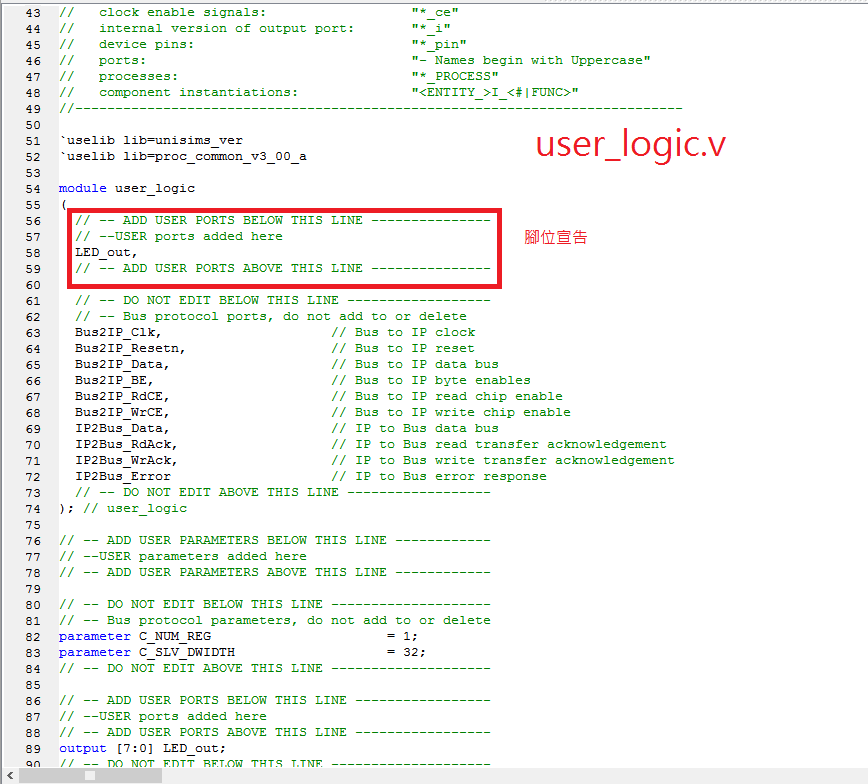 43 //   clock enable signals:                  "*_ce"
44 //   internal version of output port:       "*_i"
45 //   device pins:                           "*_pin"
46 //   ports:                                 "- Names begin with Uppercase"
47 //   processes:                             "*_PROCESS"
48 //   component instantiations:              "<ENTITY_>I_<#|FUNC>"
49 //----------------------------------------------------------------------------
50
51 `uselib lib=unisims_ver
user_logic.v
52 `uselib lib=proc_common_v3_00_a
53
54 module user_logic
55 (
56   // -- ADD USER PORTS BELOW THIS LINE ---------------
57   // --USER ports added here
腳位宣告
58   LED_out,
59   // -- ADD USER PORTS ABOVE THIS LINE ---------------
60
61   // -- DO NOT EDIT BELOW THIS LINE ------------------
62   // -- Bus protocol ports, do not add to or delete
63   Bus2IP_Clk,                     // Bus to IP clock
64   Bus2IP_Resetn,                  // Bus to IP reset
65   Bus2IP_Data,                    // Bus to IP data bus
66   Bus2IP_BE,                      // Bus to IP byte enables
67   Bus2IP_RdCE,                    // Bus to IP read chip enable
68   Bus2IP_WrCE,                    // Bus to IP write chip enable
69   IP2Bus_Data,                    // IP to Bus data bus
70   IP2Bus_RdAck,                   // IP to Bus read transfer acknowledgement
71   IP2Bus_WrAck,                   // IP to Bus write transfer acknowledgement
72   IP2Bus_Error                    // IP to Bus error response
73   // -- DO NOT EDIT ABOVE THIS LINE ------------------
74 ); // user_logic
75
76 // -- ADD USER PARAMETERS BELOW THIS LINE ------------
77 // --USER parameters added here
78 // -- ADD USER PARAMETERS ABOVE THIS LINE ------------
79
80 // -- DO NOT EDIT BELOW THIS LINE --------------------
81 // -- Bus protocol parameters, do not add to or delete
82 parameter C_NUM_REG                      = 1;
83 parameter C_SLV_DWIDTH                   = 32;
84 // -- DO NOT EDIT ABOVE THIS LINE --------------------
85
86 // -- ADD USER PORTS BELOW THIS LINE -----------------
87 // --USER ports added here
88 // -- ADD USER PORTS ABOVE THIS LINE -----------------
89 output [7:0] LED_out;
90 // -- DO NOT EDIT BELOW THIS LINE --------------------